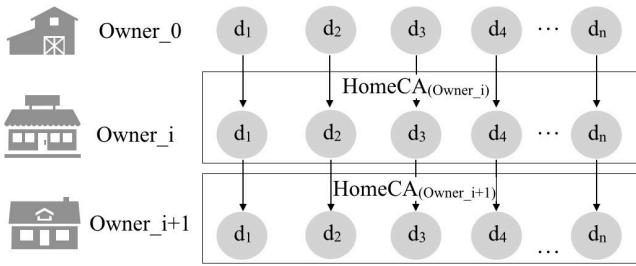 Owner_0 d1 d2 d3 d4 ... dn
HomeCA(Owner_i)
Owner_i d1 d2 d3 d4 ... dn
HomeCA(Owner_i+1)
Owner_i+1 d1 d2 d3 d4 ... dn